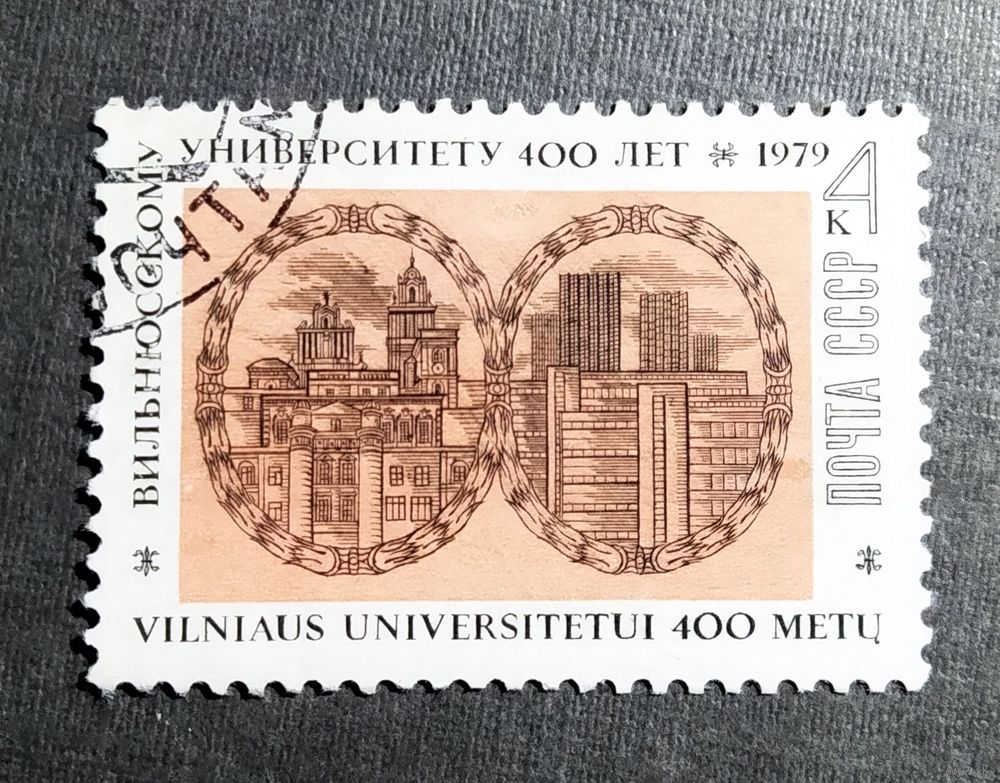 ВИЛЬНЮССКОМУ
УНИВЕРСИТЕТУ 400 ЛЕТ 1979
4 К
ПОЧТА СССР
VILNIAUS UNIVERSITETUI 400 METŲ